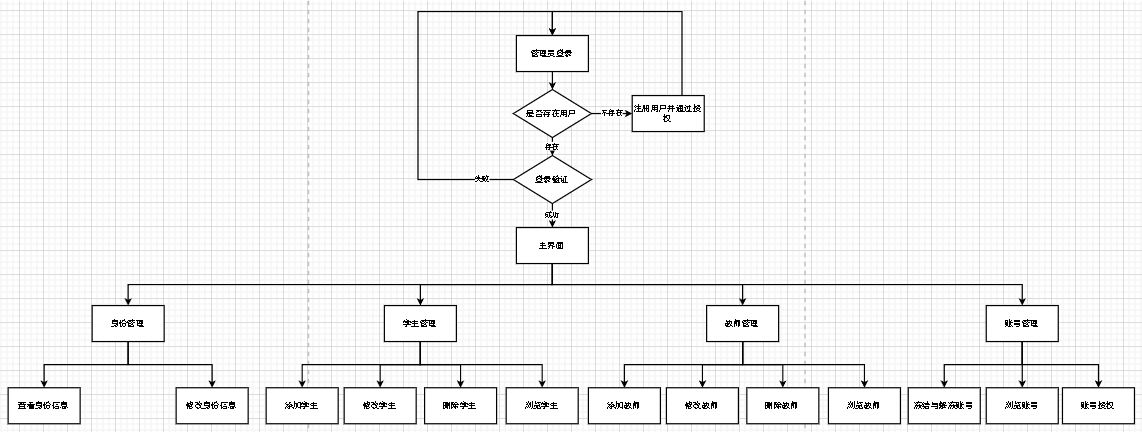 管理员登录
是否存在用户
不存在
注册用户并通过授
权
存在
登录验证
失败
成功
主界面
身份管理
学生管理
教师管理
账号管理
查看身份信息
修改身份信息
添加学生
修改学生
删除学生
浏览学生
添加教师
修改教师
删除教师
浏览教师
冻结与解冻账号
浏览账号
账号授权